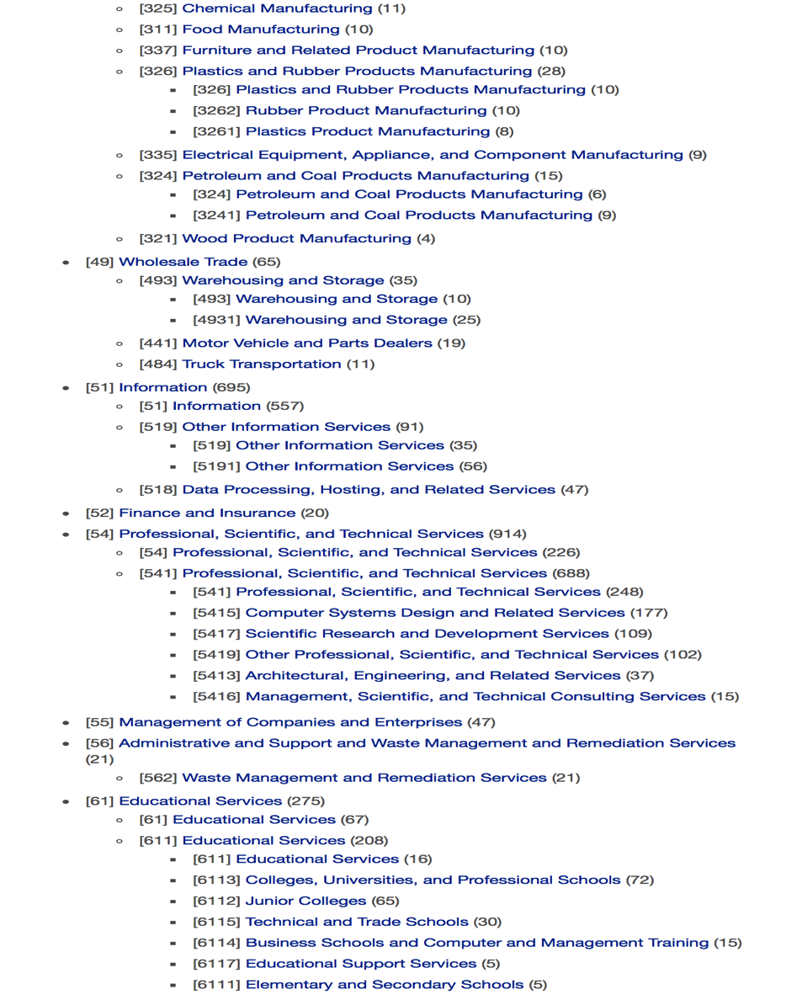 [325] Chemical Manufacturing (11)
[311] Food Manufacturing (10)
[337] Furniture and Related Product Manufacturing (10)
[326] Plastics and Rubber Products Manufacturing (28)
[326] Plastics and Rubber Products Manufacturing (10)
[3262] Rubber Product Manufacturing (10)
[3261] Plastics Product Manufacturing (8)
[335] Electrical Equipment, Appliance, and Component Manufacturing (9)
[324] Petroleum and Coal Products Manufacturing (15)
[324] Petroleum and Coal Products Manufacturing (6)
[3241] Petroleum and Coal Products Manufacturing (9)
[321] Wood Product Manufacturing (4)
[49] Wholesale Trade (65)
[493] Warehousing and Storage (35)
[493] Warehousing and Storage (10)
[4931] Warehousing and Storage (25)
[441] Motor Vehicle and Parts Dealers (19)
[484] Truck Transportation (11)
[51] Information (695)
[51] Information (557)
[519] Other Information Services (91)
[519] Other Information Services (35)
[5191] Other Information Services (56)
[518] Data Processing, Hosting, and Related Services (47)
[52] Finance and Insurance (20)
[54] Professional, Scientific, and Technical Services (914)
[54] Professional, Scientific, and Technical Services (226)
[541] Professional, Scientific, and Technical Services (688)
[541] Professional, Scientific, and Technical Services (248)
[5415] Computer Systems Design and Related Services (177)
[5417] Scientific Research and Development Services (109)
[5419] Other Professional, Scientific, and Technical Services (102)
[5413] Architectural, Engineering, and Related Services (37)
[5416] Management, Scientific, and Technical Consulting Services (15)
[55] Management of Companies and Enterprises (47)
[56] Administrative and Support and Waste Management and Remediation Services
(21)
[562] Waste Management and Remediation Services (21)
[61] Educational Services (275)
[61] Educational Services (67)
[611] Educational Services (208)
[611] Educational Services (16)
[6113] Colleges, Universities, and Professional Schools (72)
[6112] Junior Colleges (65)
[6115] Technical and Trade Schools (30)
[6114] Business Schools and Computer and Management Training (15)
[6117] Educational Support Services (5)
[6111] Elementary and Secondary Schools (5)